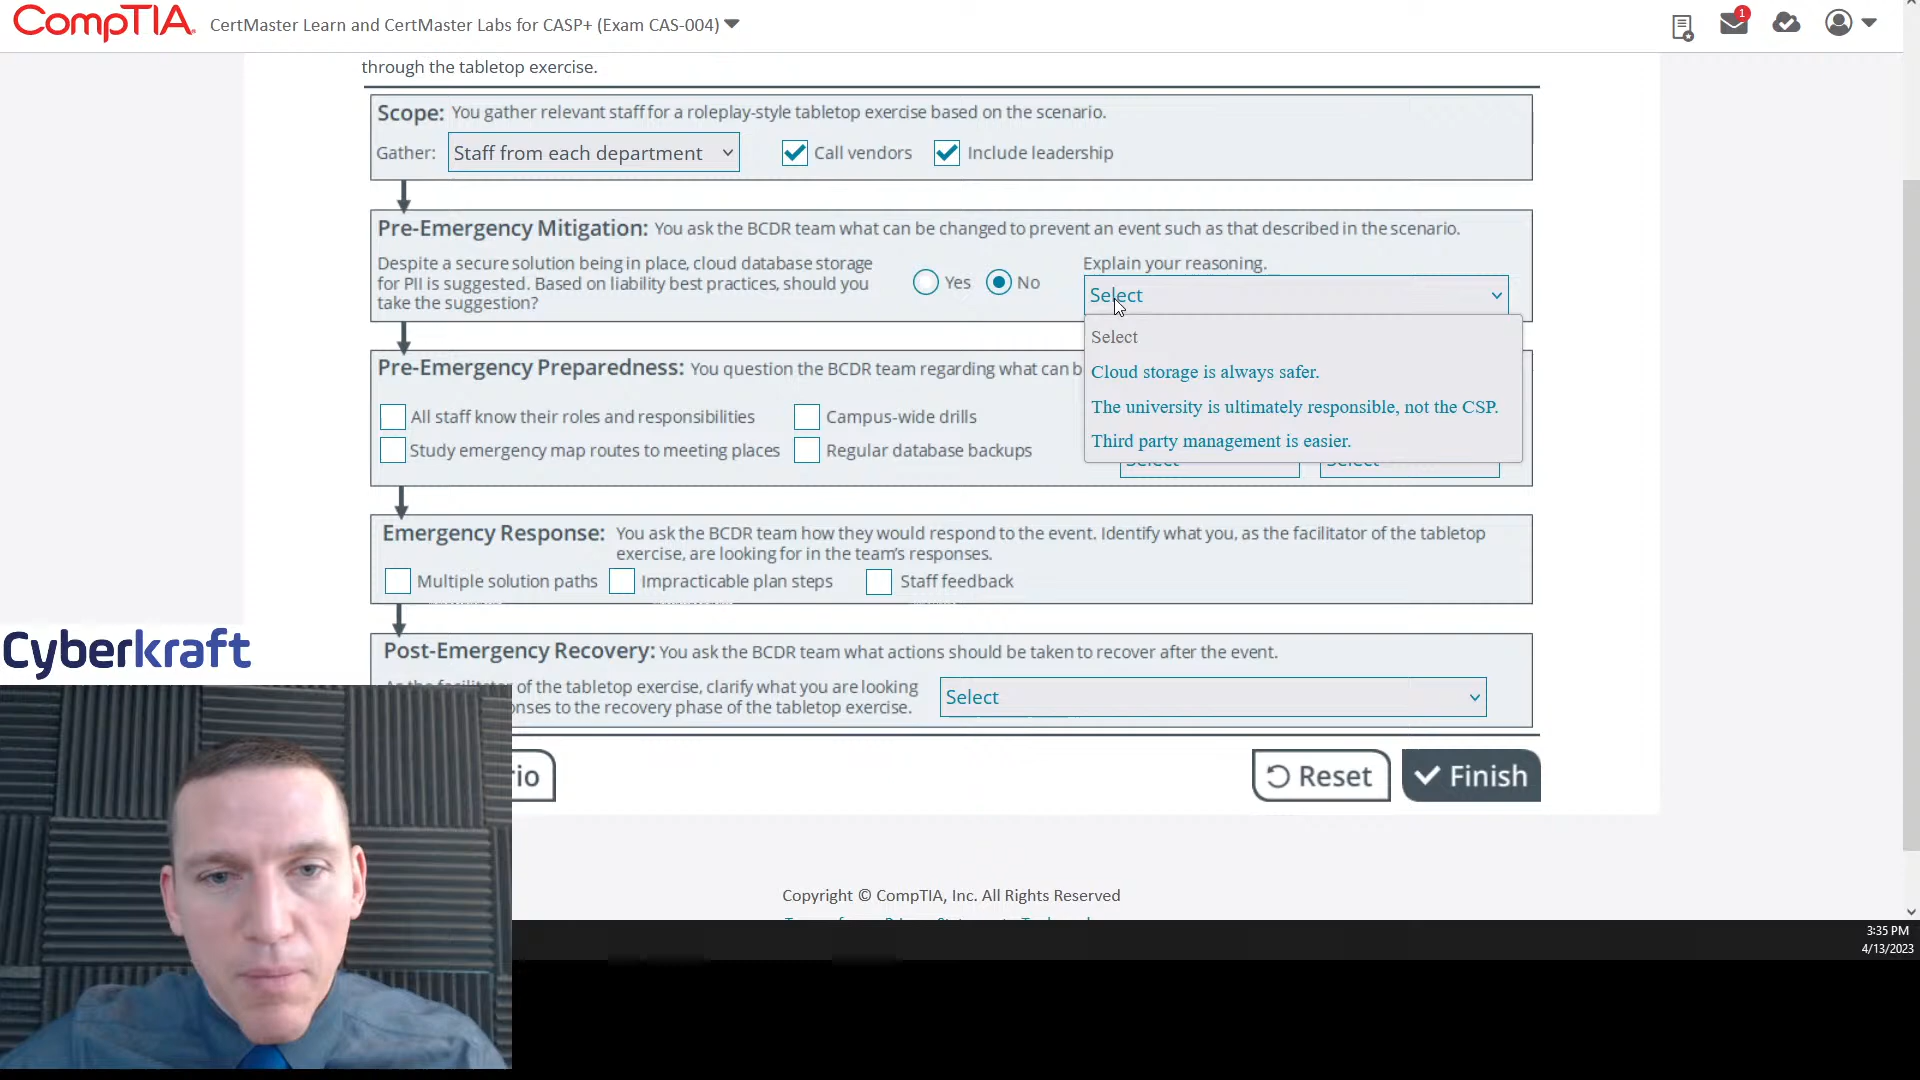 CompTIA.
CertMaster Learn and CertMaster Labs for CASP+ (Exam CAS-004)
1
through the tabletop exercise.
Scope: You gather relevant staff for a roleplay-style tabletop exercise based on the scenario.
Gather: Staff from each department Call vendors Include leadership
Pre-Emergency Mitigation: You ask the BCDR team what can be changed to prevent an event such as that described in the scenario.
Despite a secure solution being in place, cloud database storage
for PII is suggested. Based on liability best practices, should you
take the suggestion?
Yes No
Explain your reasoning.
Select
Select
Cloud storage is always safer.
The university is ultimately responsible, not the CSP.
Third party management is easier.
Pre-Emergency Preparedness: You question the BCDR team regarding what can b
All staff know their roles and responsibilities Campus-wide drills
Study emergency map routes to meeting places Regular database backups
Select Select
Emergency Response: You ask the BCDR team how they would respond to the event. Identify what you, as the facilitator of the tabletop
exercise, are looking for in the team's responses.
Multiple solution paths Impracticable plan steps Staff feedback
Post-Emergency Recovery: You ask the BCDR team what actions should be taken to recover after the event.
of the tabletop exercise, clarify what you are looking
nses to the recovery phase of the tabletop exercise.
Select
Cyberkraft
io Reset Finish
Copyright © CompTIA, Inc. All Rights Reserved
3:35 PM
4/13/2023